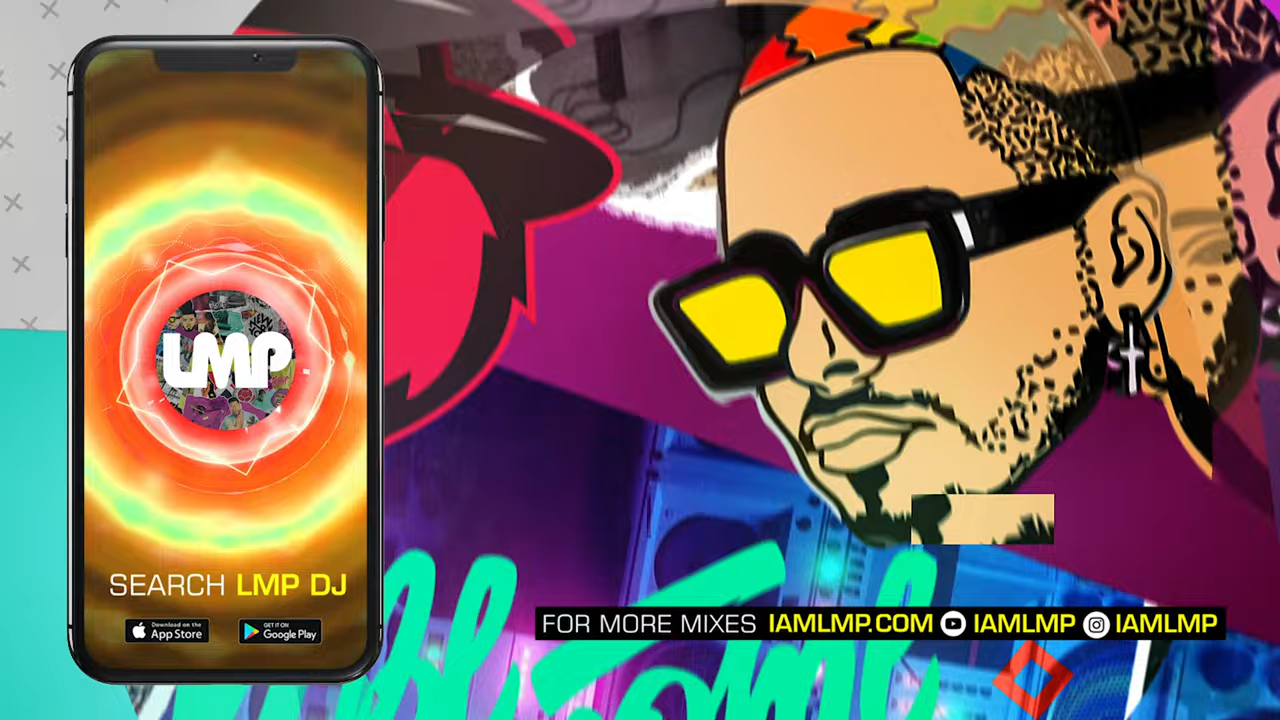 LMP
SEARCH LMP DJ
Download on the
App Store
GET IT ON
Google Play
FOR MORE MIXES IAMLMP.COM IAMLMP IAMLMP